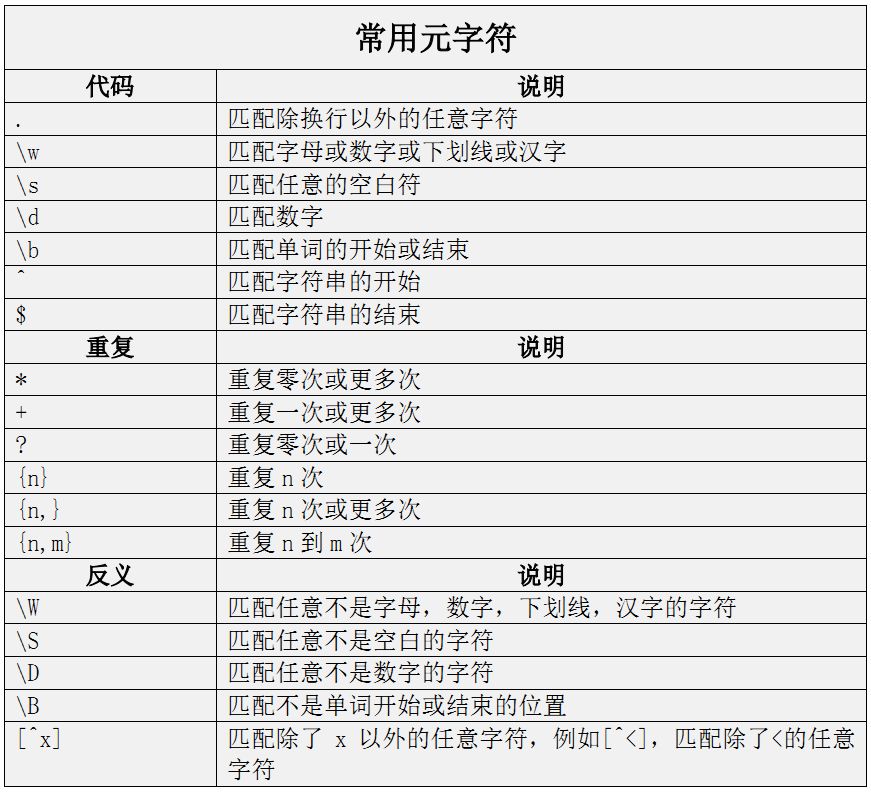 常用元字符
代码 说明
. 匹配除换行以外的任意字符
\w 匹配字母或数字或下划线或汉字
\s 匹配任意的空白符
\d 匹配数字
\b 匹配单词的开始或结束
^ 匹配字符串的开始
$ 匹配字符串的结束
重复 说明
* 重复零次或更多次
+ 重复一次或更多次
? 重复零次或一次
{n} 重复n次
{n,} 重复n次或更多次
{n,m} 重复n到m次
反义 说明
\W 匹配任意不是字母，数字，下划线，汉字的字符
\S 匹配任意不是空白的字符
\D 匹配任意不是数字的字符
\B 匹配不是单词开始或结束的位置
[^x] 匹配除了 x 以外的任意字符，例如[^<]，匹配除了<的任意
字符